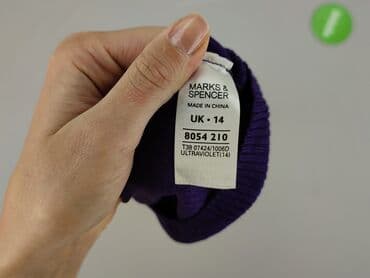 MARKS &
SPENCER
MADE IN CHINA
UK • 14
8054 210
T38 07424/1006D
ULTRAVIOLET(14)